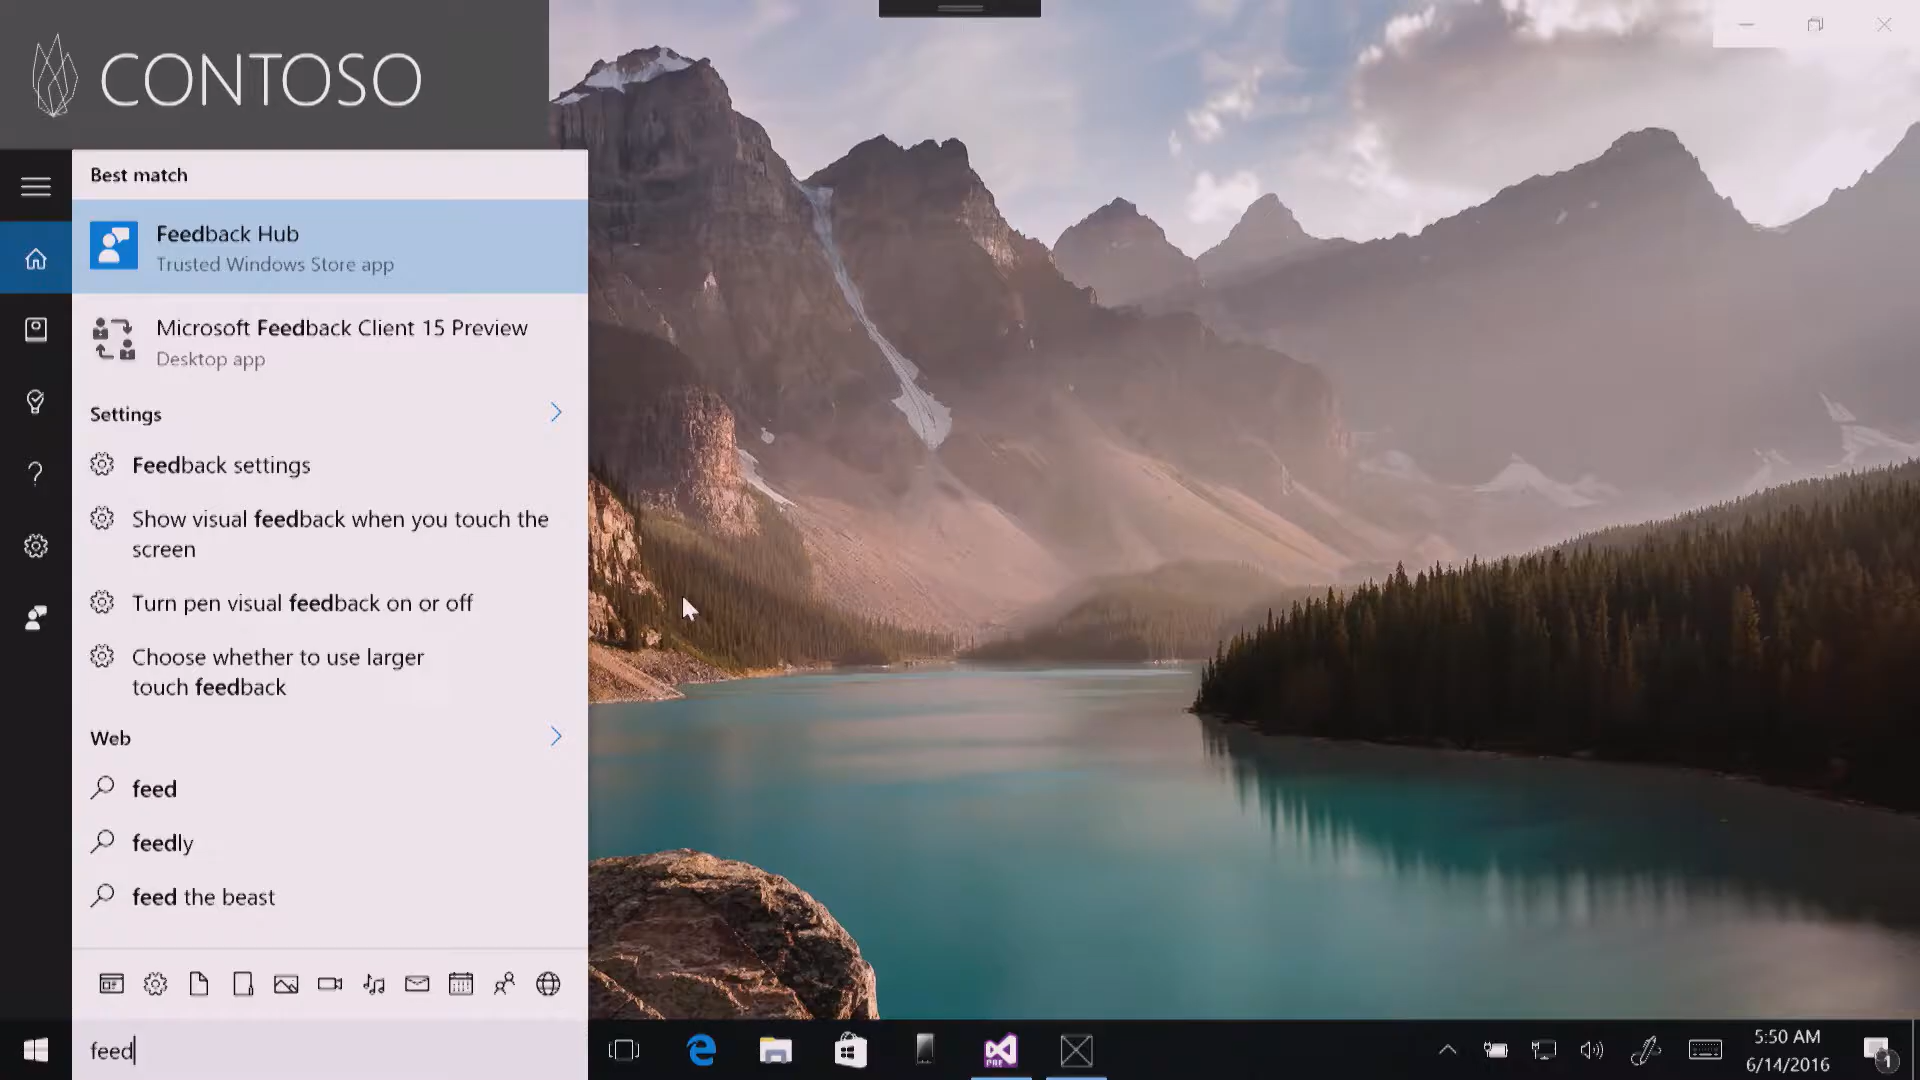 CONTOSO
Best match
Feedback Hub
Trusted Windows Store app
Microsoft Feedback Client 15 Preview
Desktop app
Settings
Feedback settings
Show visual feedback when you touch the
screen
Turn pen visual feedback on or off
Choose whether to use larger
touch feedback
Web
feed
feedly
feed the beast
feed
PRE
5:50 AM
6/14/2016
1